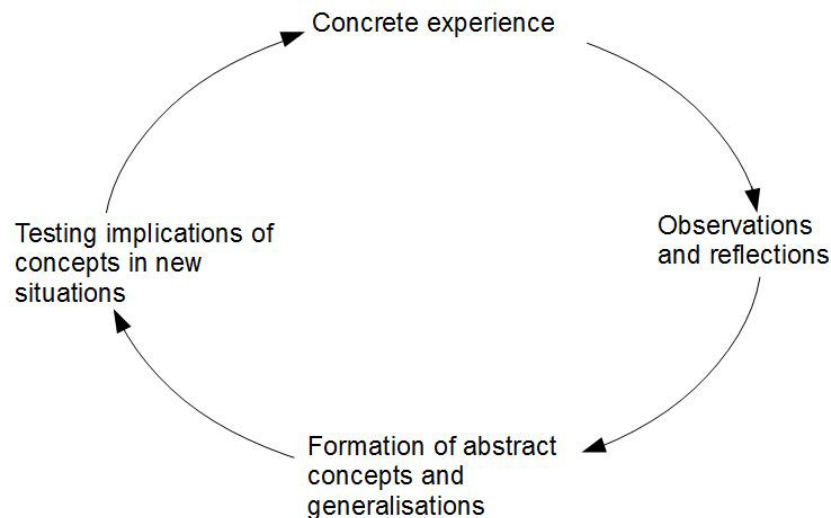 Concrete experience
Observations
and reflections
Formation of abstract
concepts and
generalisations
Testing implications of
concepts in new
situations